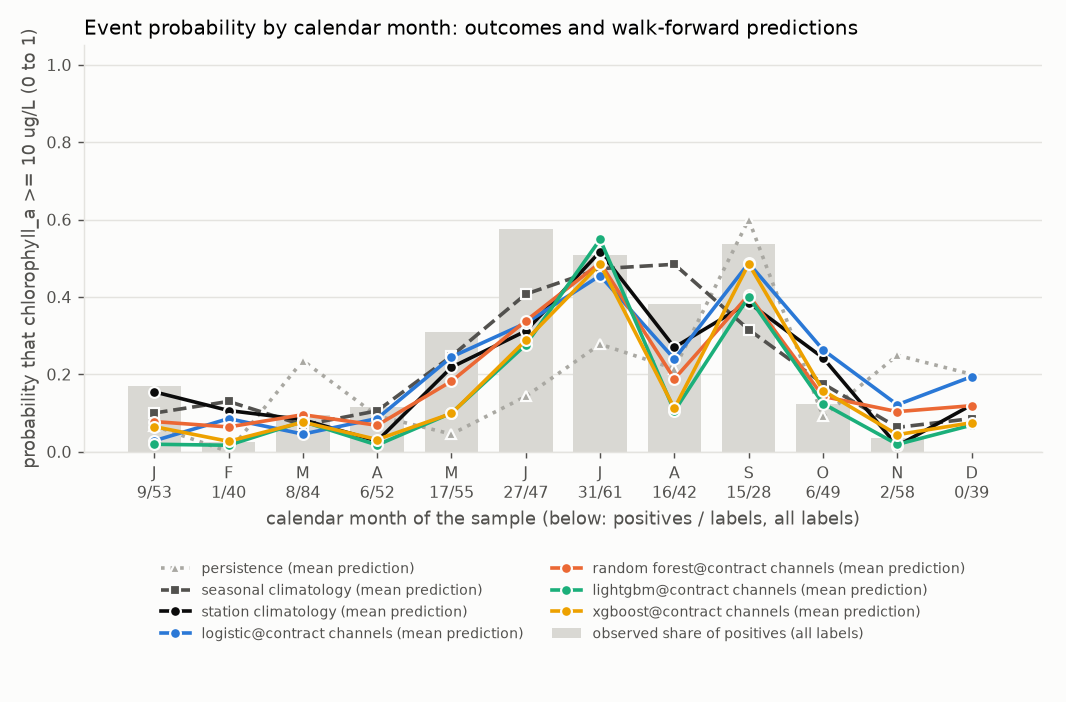 Event probability by calendar month: outcomes and walk-forward predictions
probability that chlorophyll_a >= 10 ug/L (0 to 1)
1.0
0.8
0.6
0.4
0.2
0.0
J F M A M J J A S O N D
9/53 1/40 8/84 6/52 17/55 27/47 31/61 16/42 15/28 6/49 2/58 0/39
calendar month of the sample (below: positives / labels, all labels)
persistence (mean prediction)
seasonal climatology (mean prediction)
station climatology (mean prediction)
logistic@contract channels (mean prediction)
random forest@contract channels (mean prediction)
lightgbm@contract channels (mean prediction)
xgboost@contract channels (mean prediction)
observed share of positives (all labels)